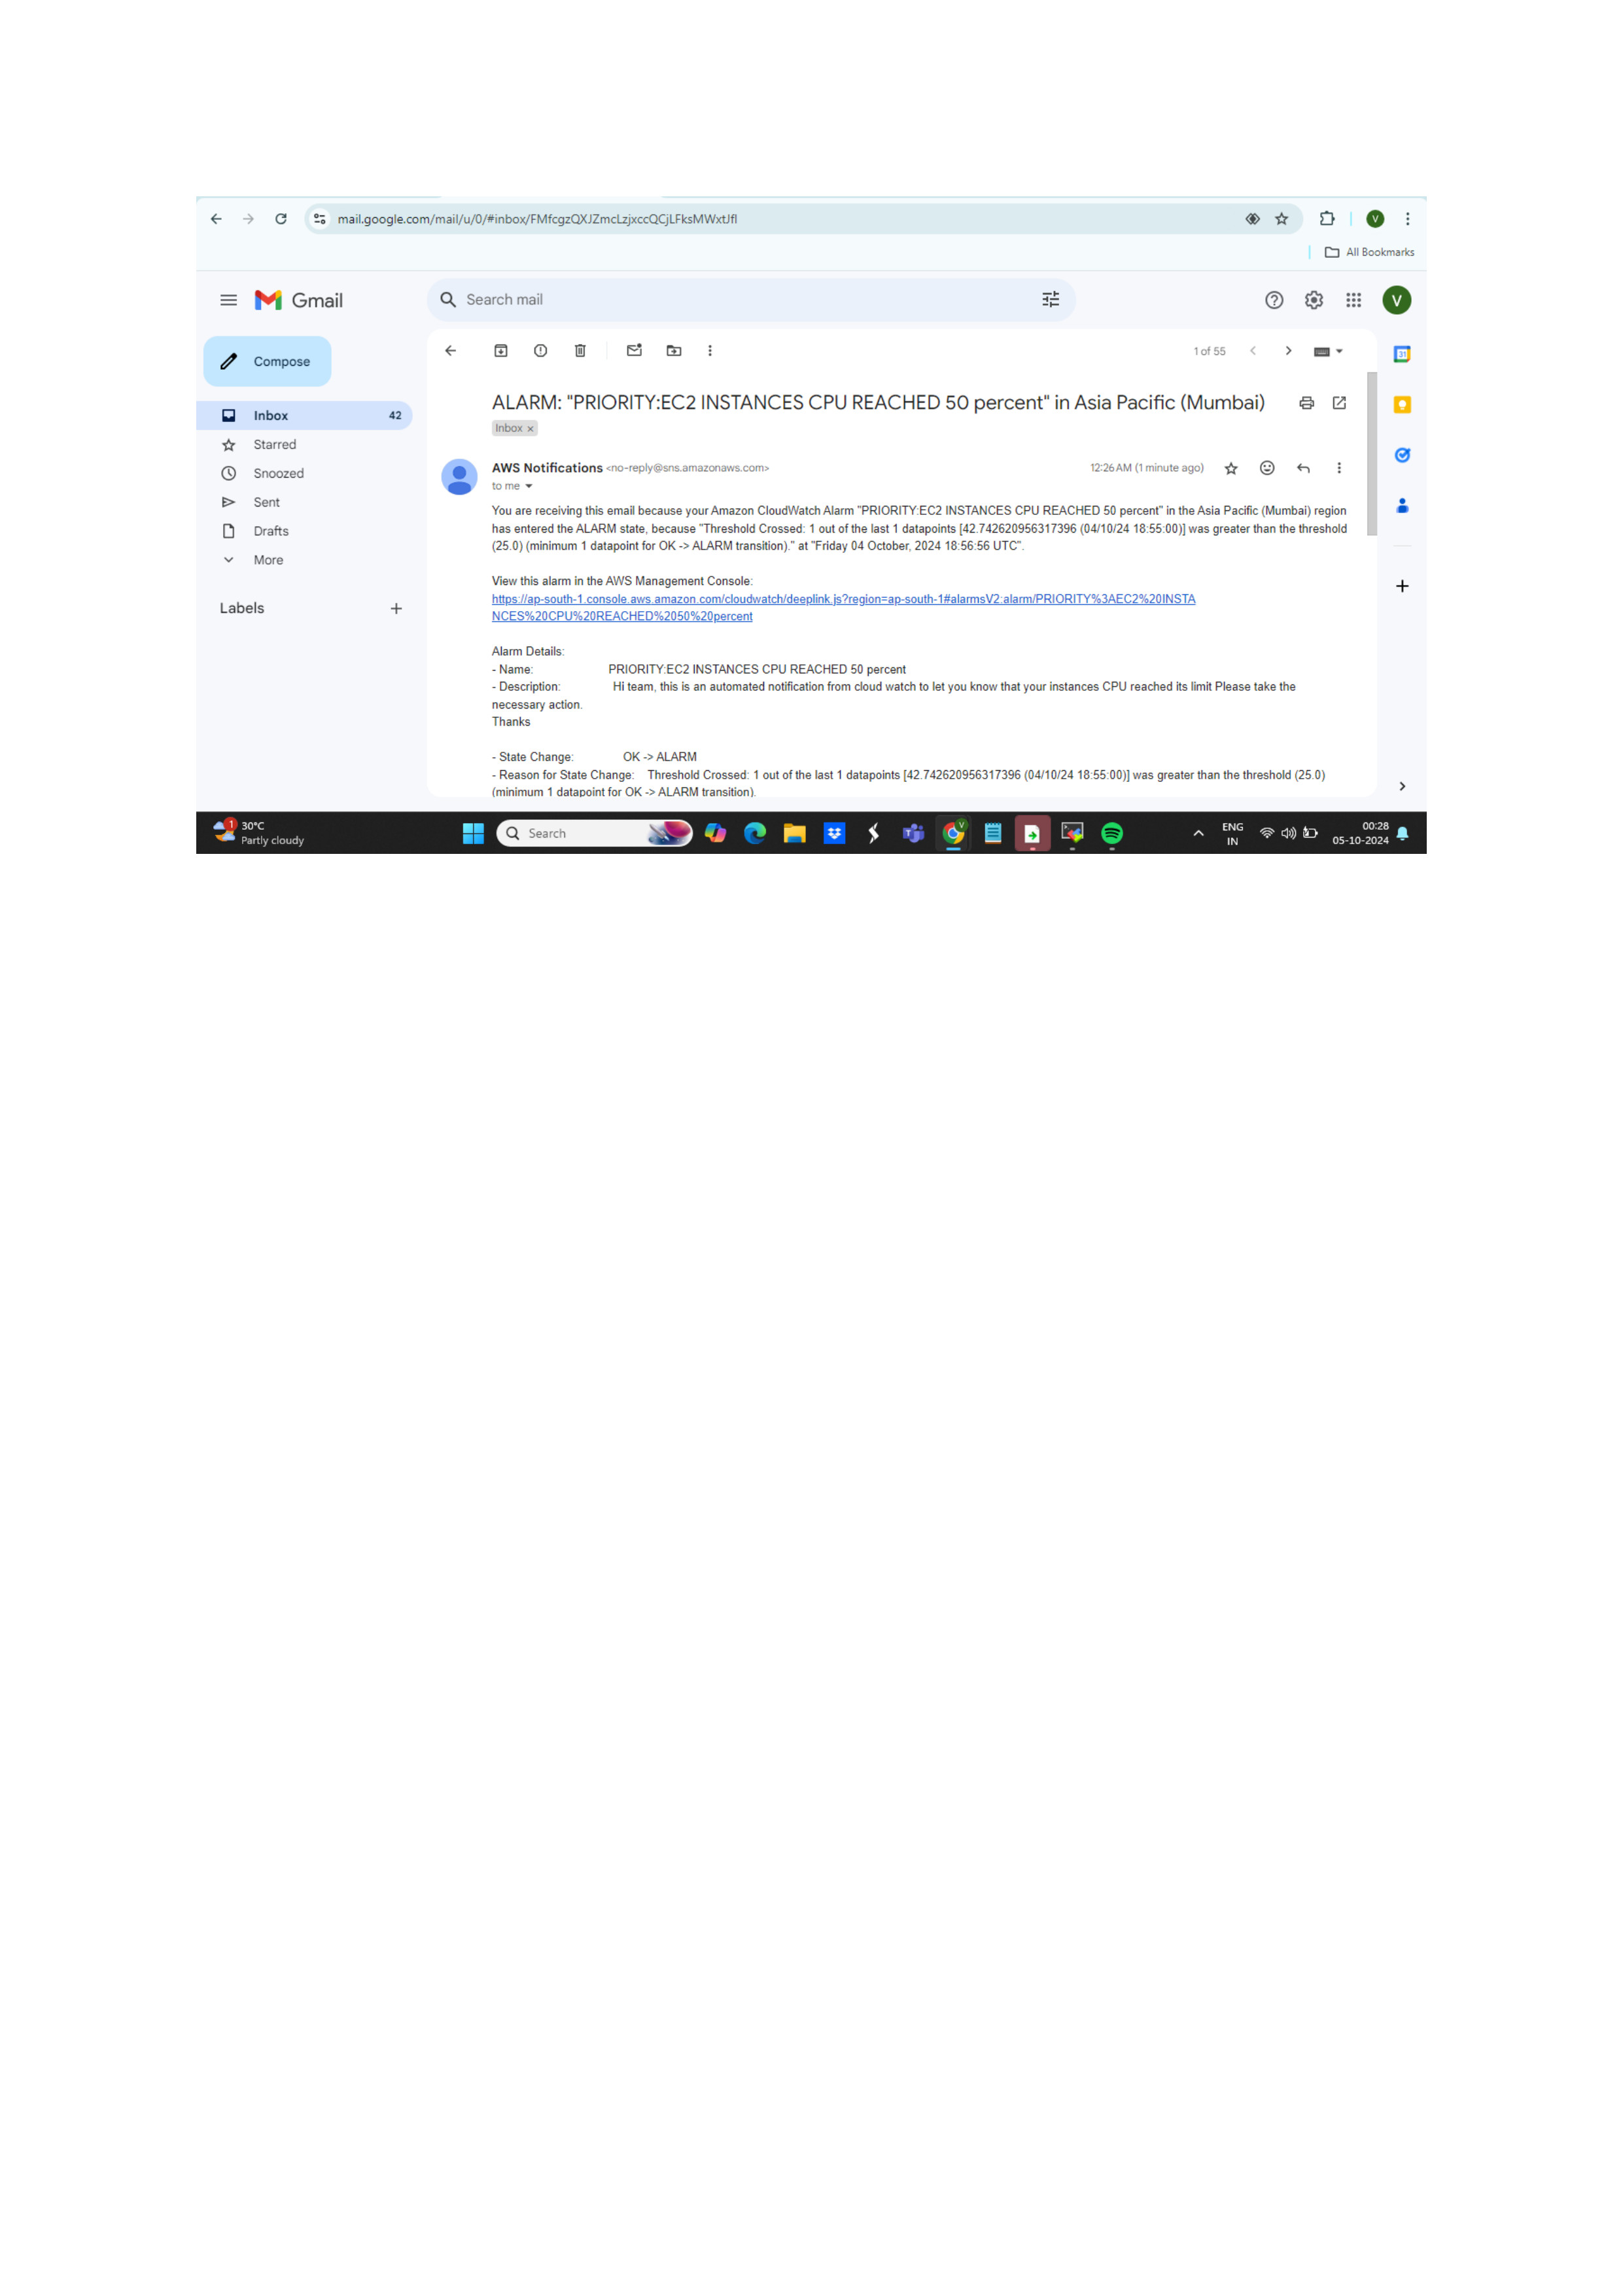 mail.google.com/mail/u/0/#inbox/FMfcgzQXJZmcLzjxccQCjLFksMWxtJfl
V
All Bookmarks
Gmail
Search mail
V
Compose
1 of 55
31
ALARM: "PRIORITY:EC2 INSTANCES CPU REACHED 50 percent" in Asia Pacific (Mumbai)
Inbox 42
Inbox x
Starred
Snoozed
AWS Notifications <no-reply@sns.amazonaws.com>
12:26 AM (1 minute ago)
to me
Sent
Drafts
More
Labels
You are receiving this email because your Amazon CloudWatch Alarm "PRIORITY:EC2 INSTANCES CPU REACHED 50 percent" in the Asia Pacific (Mumbai) region
has entered the ALARM state, because "Threshold Crossed: 1 out of the last 1 datapoints [42.742620956317396 (04/10/24 18:55:00)] was greater than the threshold
(25.0) (minimum 1 datapoint for OK -> ALARM transition)." at "Friday 04 October, 2024 18:56:56 UTC".
View this alarm in the AWS Management Console:
https://ap-south-1.console.aws.amazon.com/cloudwatch/deeplink.js?region=ap-south-1#alarmsV2:alarm/PRIORITY%3AEC2%20INSTA
NCES%20CPU%20REACHED%2050%20percent
Alarm Details:
- Name: PRIORITY:EC2 INSTANCES CPU REACHED 50 percent
- Description: Hi team, this is an automated notification from cloud watch to let you know that your instances CPU reached its limit Please take the
necessary action.
Thanks
- State Change: OK -> ALARM
- Reason for State Change: Threshold Crossed: 1 out of the last 1 datapoints [42.742620956317396 (04/10/24 18:55:00)] was greater than the threshold (25.0)
(minimum 1 datapoint for OK -> ALARM transition).
1
30°C
Partly cloudy
Search
V
ENG
IN
00:28
05-10-2024